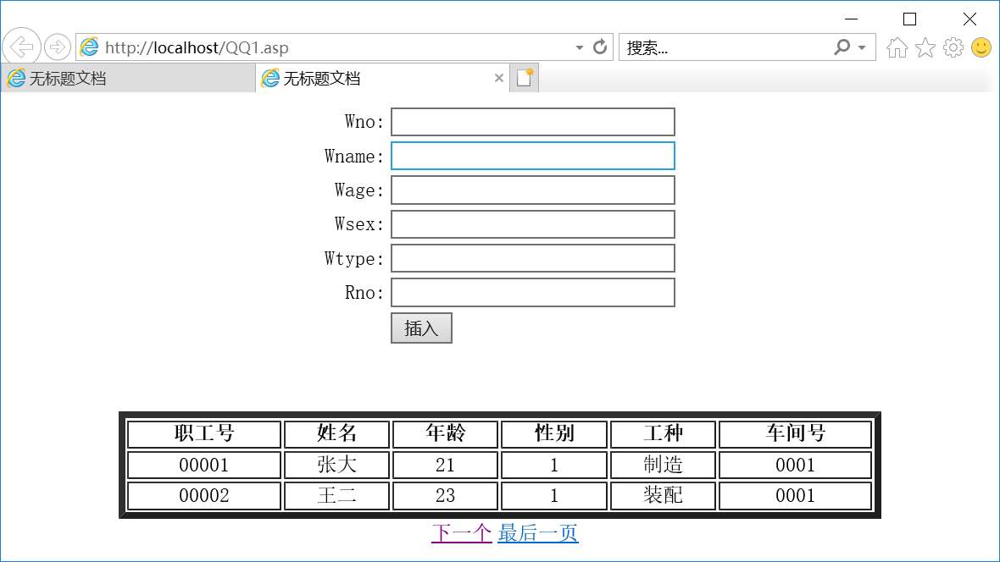 http://localhost/QQ1.asp 搜索...
无标题文档 无标题文档
Wno:
Wname:
Wage:
Wsex:
Wtype:
Rno:
插入
职工号 姓名 年龄 性别 工种 车间号
00001 张大 21 1 制造 0001
00002 王二 23 1 装配 0001
下一个 最后一页